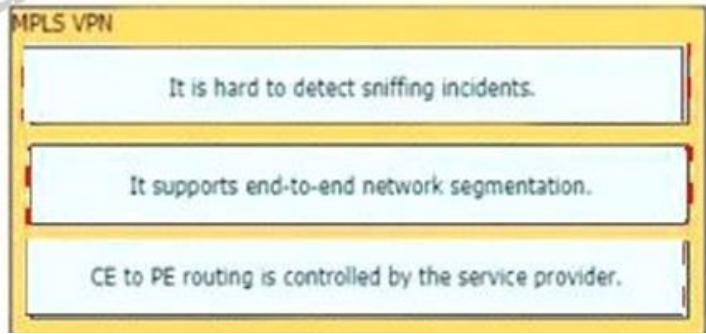 MPLS VPN
It is hard to detect sniffing incidents.
It supports end-to-end network segmentation.
CE to PE routing is controlled by the service provider.